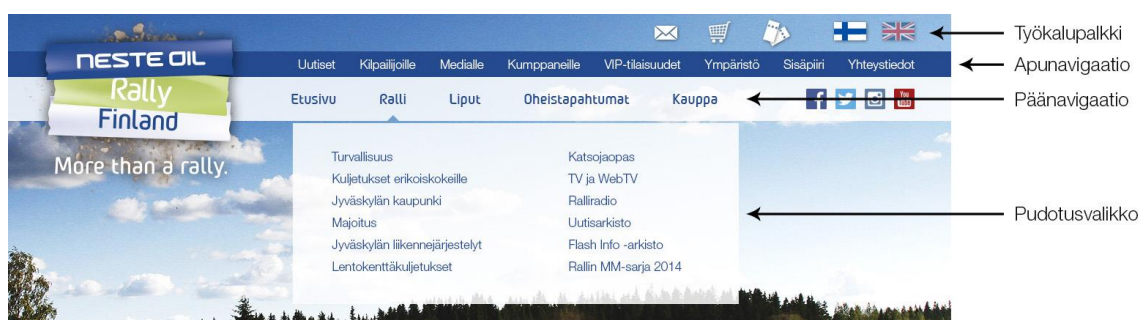 Työkalupalkki
NESTE OIL
Uutiset Kilpailijoille Medialle Kumppaneille VIP-tilaisuudet Ympäristö Sisäpiiri Yhteystiedot
Apunavigaatio
Rally
Finland
Etusivu Ralli Liput Oheistapahtumat Kauppa
You
Tube
Päänavigaatio
More than a rally.
Turvallisuus
Kuljetukset erikoiskokeille
Jyväskylän kaupunki
Majoitus
Jyväskylän liikennejärjestelyt
Lentokenttäkuljetukset
Katsojaopas
TV ja WebTV
Ralliradio
Uutisarkisto
Flash Info -arkisto
Rallin MM-sarja 2014
Pudotusvalikko